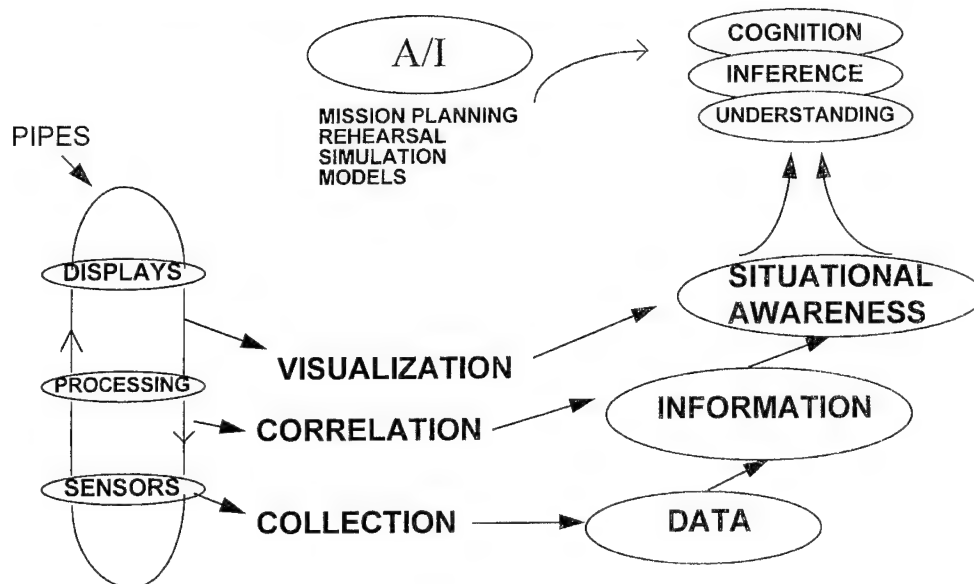 A/I
MISSION PLANNING
REHEARSAL
SIMULATION
MODELS
COGNITION
INFERENCE
UNDERSTANDING
PIPES
DISPLAYS
PROCESSING
SENSORS
VISUALIZATION
CORRELATION
COLLECTION
SITUATIONAL
AWARENESS
INFORMATION
DATA